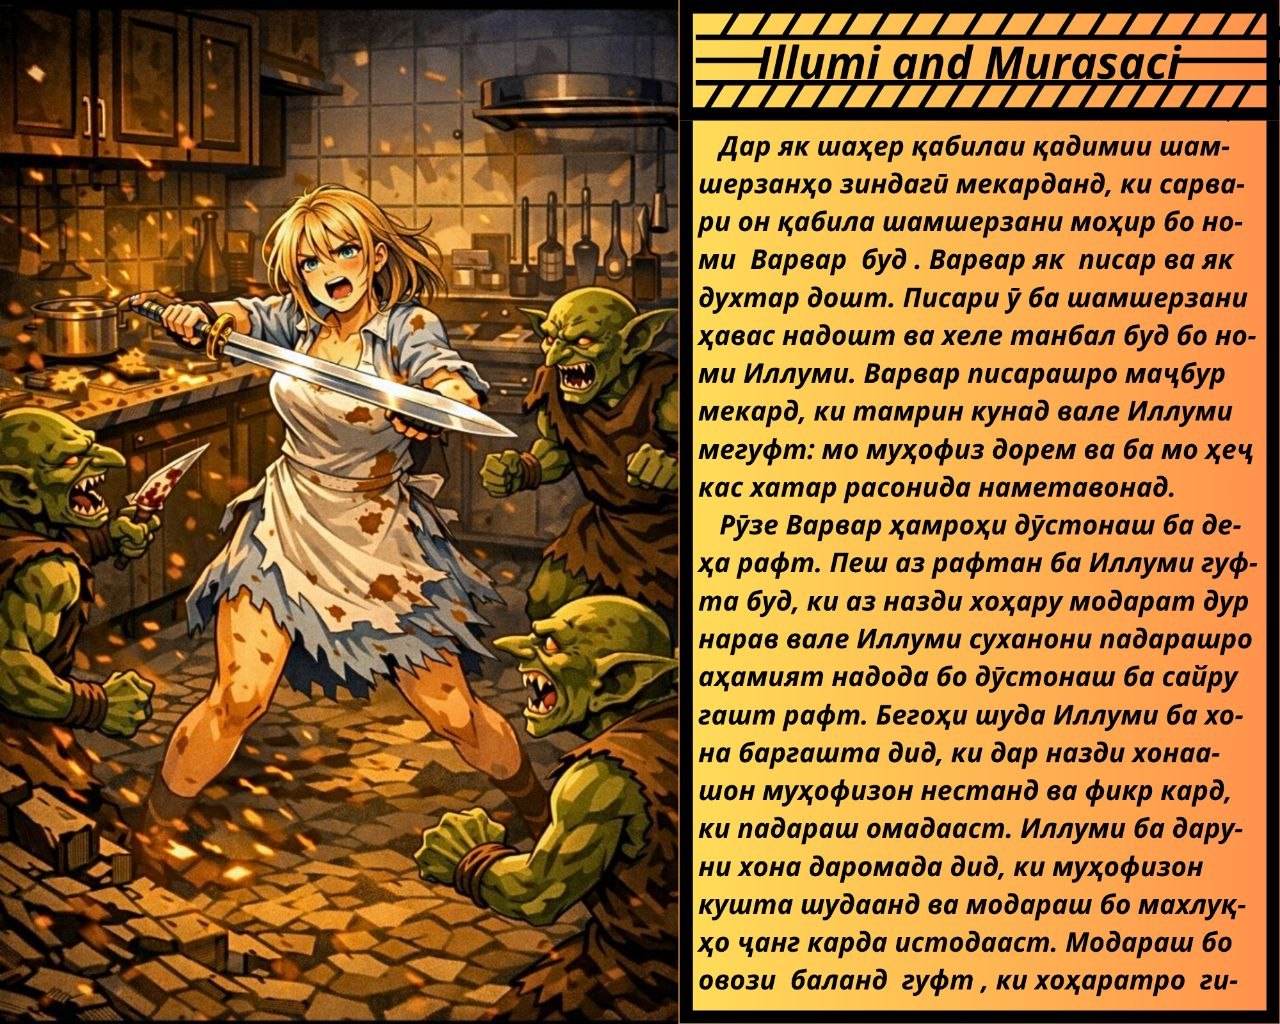 Illumi and Murasaci
Дар як шаҳер қабилаи қадимии шам-
шерзанҳо зиндагӣ мекарданд, ки сарва-
ри он қабила шамшерзани моҳир бо но-
ми Варвар буд . Варвар як писар ва як
духтар дошт. Писари ӯ ба шамшерзани
ҳавас надошт ва хеле танбал буд бо но-
ми Иллуми. Варвар писарашро маҷбур
мекард, ки тамрин кунад вале Иллуми
мегуфт: мо муҳофиз дорем ва ба мо ҳеҷ
кас хатар расонида наметавонад.
Рӯзе Варвар ҳамроҳи дӯстонаш ба де-
ҳа рафт. Пеш аз рафтан ба Иллуми гуф-
та буд, ки аз назди хоҳару модарат дур
нарав вале Иллуми суханони падарашро
аҳамият надода бо дӯстонаш ба сайру
гашт рафт. Бегоҳи шуда Иллуми ба хо-
на баргашта дид, ки дар назди хонаа-
шон муҳофизон нестанд ва фикр кард,
ки падараш омадааст. Иллуми ба дару-
ни хона даромада дид, ки муҳофизон
кушта шудаанд ва модараш бо махлуқ-
ҳо ҷанг карда истодааст. Модараш бо
овози баланд гуфт , ки хоҳаратро ги-